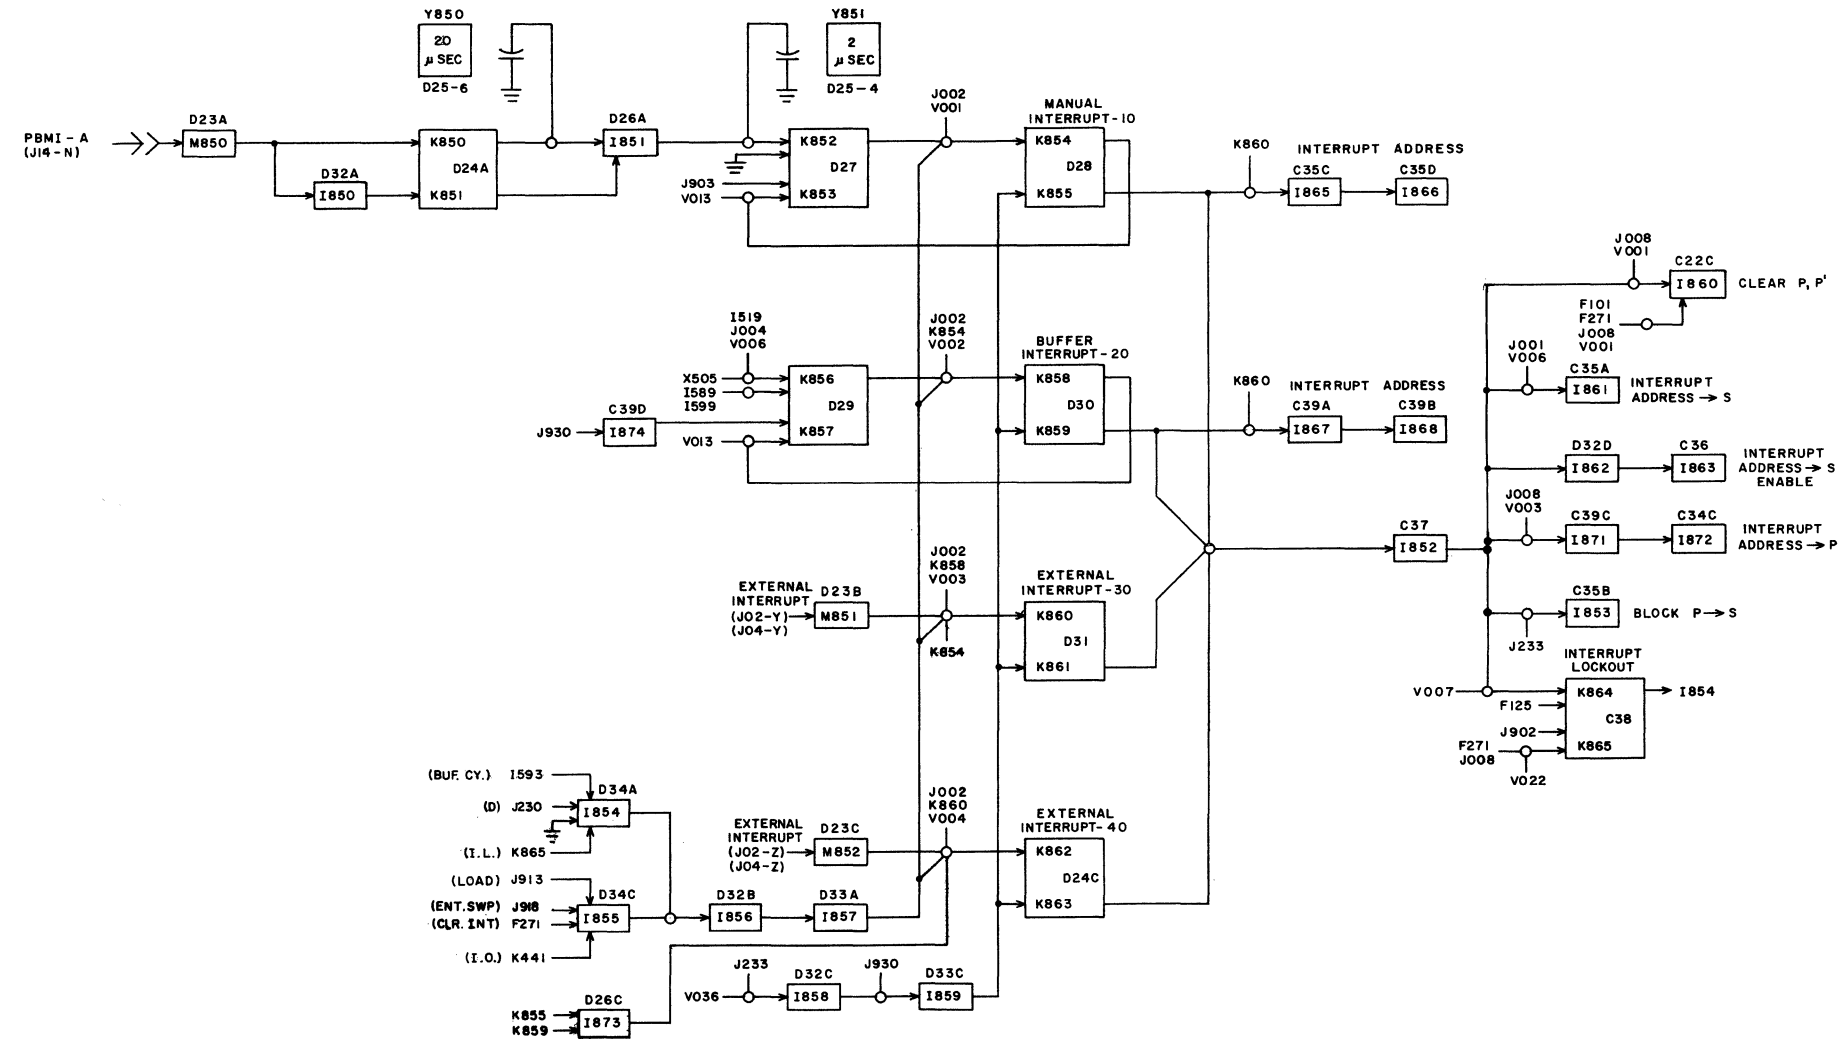 Y850
20
μ SEC
D25-6
Y851
2
μ SEC
D25-4
PBMI-A
(J14-N)
D23A
M850
D32A
I850
K850
D24A
K851
D26A
I851
J903
V013
K852
D27
K853
J002
V001
MANUAL
INTERRUPT-10
K854
D28
K855
K860
INTERRUPT ADDRESS
C35C
I865
C35D
I866
I519
J004
V006
X505
I589
I599
C39D
J930
I874
V013
K856
D29
K857
J002
K854
V002
BUFFER
INTERRUPT-20
K858
D30
K859
K860
INTERRUPT ADDRESS
C39A
I867
C39B
I868
EXTERNAL
INTERRUPT
(J02-Y)
(J04-Y)
D23B
M851
J002
K858
V003
K854
EXTERNAL
INTERRUPT-30
K860
D31
K861
C37
I852
J008
V001
C22C
I860
CLEAR P, P'
F101
F271
J008
V001
J001
V006
C35A
I861
INTERRUPT
ADDRESS → S
D32D
I862
C36
I863
INTERRUPT
ADDRESS → S
ENABLE
J008
V003
C39C
I871
C34C
I872
INTERRUPT
ADDRESS → P
C35B
I853
BLOCK P → S
J233
INTERRUPT
LOCKOUT
V007
F125
J902
F271
J008
V022
K864
C38
K865
I854
(BUF. CY.) I593
(D) J230
(I.L.) K865
D34A
I854
(LOAD) J913
(ENT.SWP) J918
(CLR. INT) F271
(I.O.) K441
D34C
I855
D32B
I856
D33A
I857
EXTERNAL
INTERRUPT
(J02-Z)
(J04-Z)
D23C
M852
J002
K860
V004
EXTERNAL
INTERRUPT-40
K862
D24C
K863
V036
J233
D32C
I858
J930
D33C
I859
K855
K859
D26C
I873